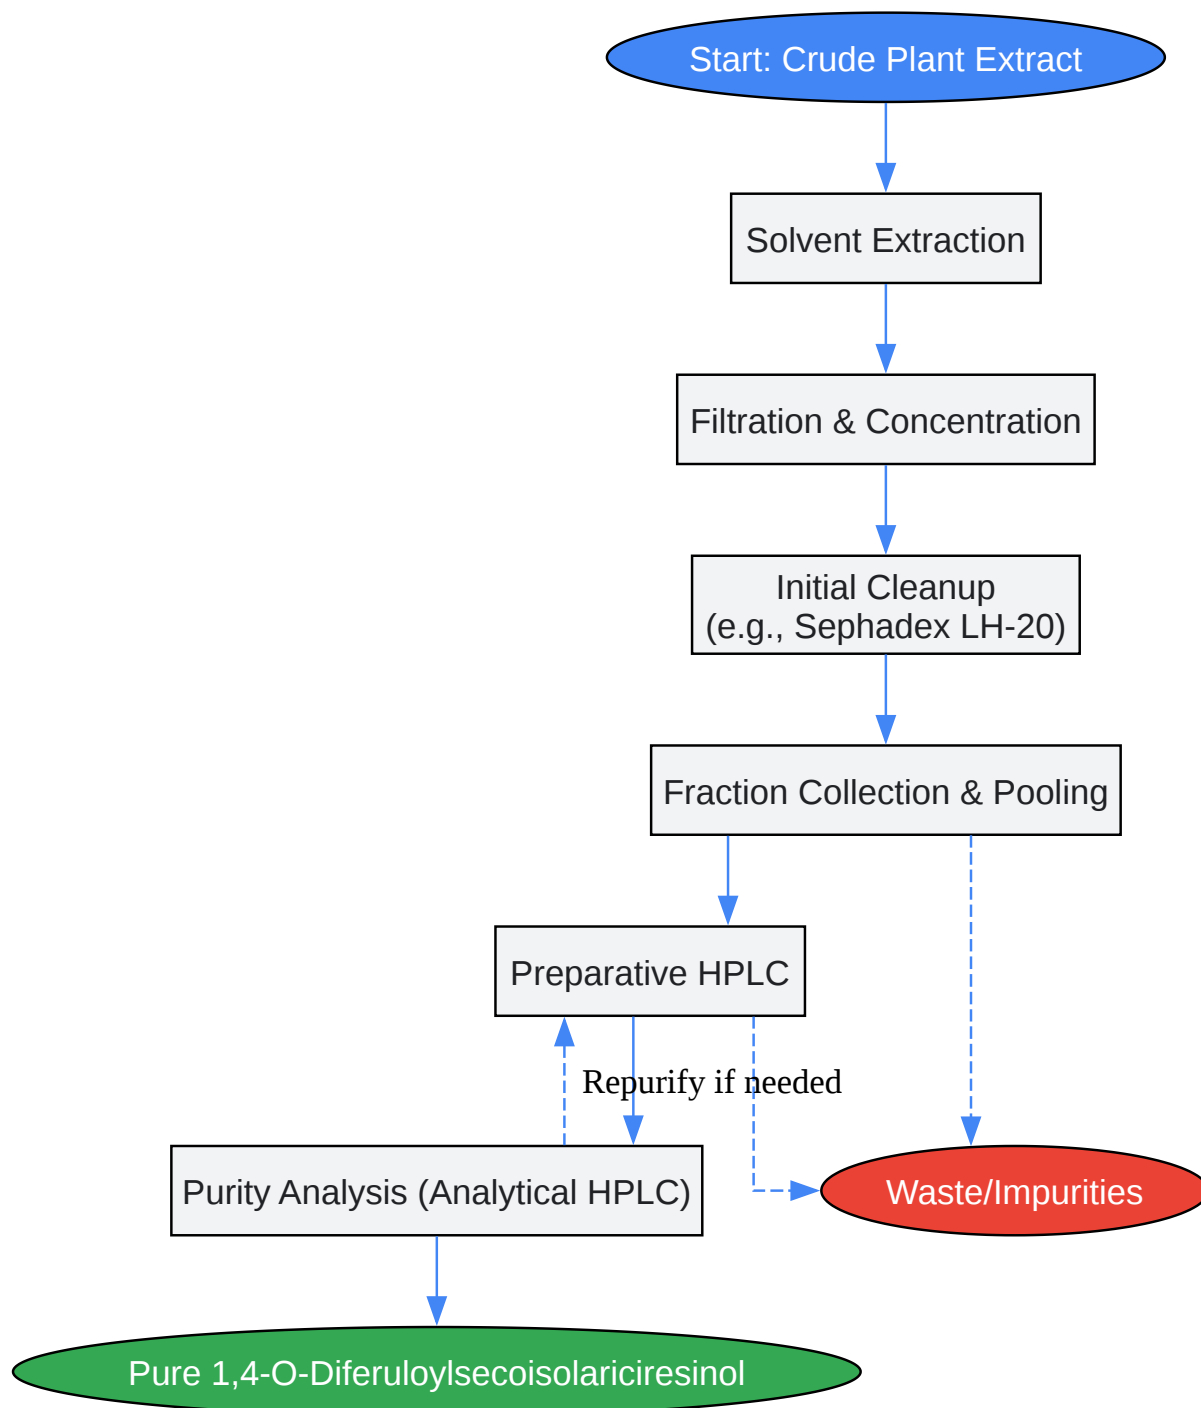 Start: Crude Plant Extract
Solvent Extraction
Filtration & Concentration
Initial Cleanup
(e.g., Sephadex LH-20)
Fraction Collection & Pooling
Preparative HPLC
Repurify if needed
Purity Analysis (Analytical HPLC)
Waste/Impurities
Pure 1,4-O-Diferuloylsecoisolariciresinol